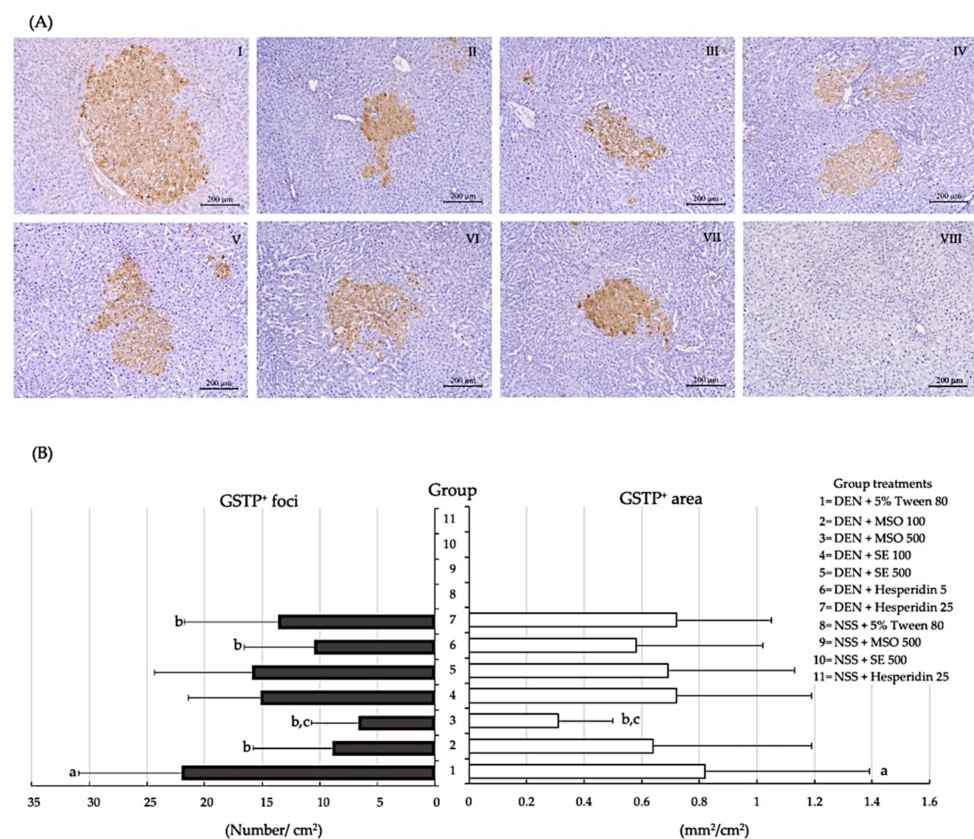 (A)
I
II
III
IV
200 µm
200 µm
200 µm
200 µm
V
VI
VII
VIII
200 µm
200 µm
200 µm
200 µm
(B)
GSTP+ foci
Group
GSTP+ area
Group treatments
1= DEN + 5% Tween 80
2= DEN + MSO 100
3= DEN + MSO 500
4= DEN + SE 100
5= DEN + SE 500
6= DEN + Hesperidin 5
7= DEN + Hesperidin 25
8= NSS + 5% Tween 80
9= NSS + MSO 500
10= NSS + SE 500
11= NSS + Hesperidin 25
11
10
9
8
b 7
b 6
5
4
b,c 3 b,c
b 2
a 1 a
35 30 25 20 15 10 5 0 0 0.2 0.4 0.6 0.8 1 1.2 1.4 1.6
(Number/ cm²) (mm²/cm²)